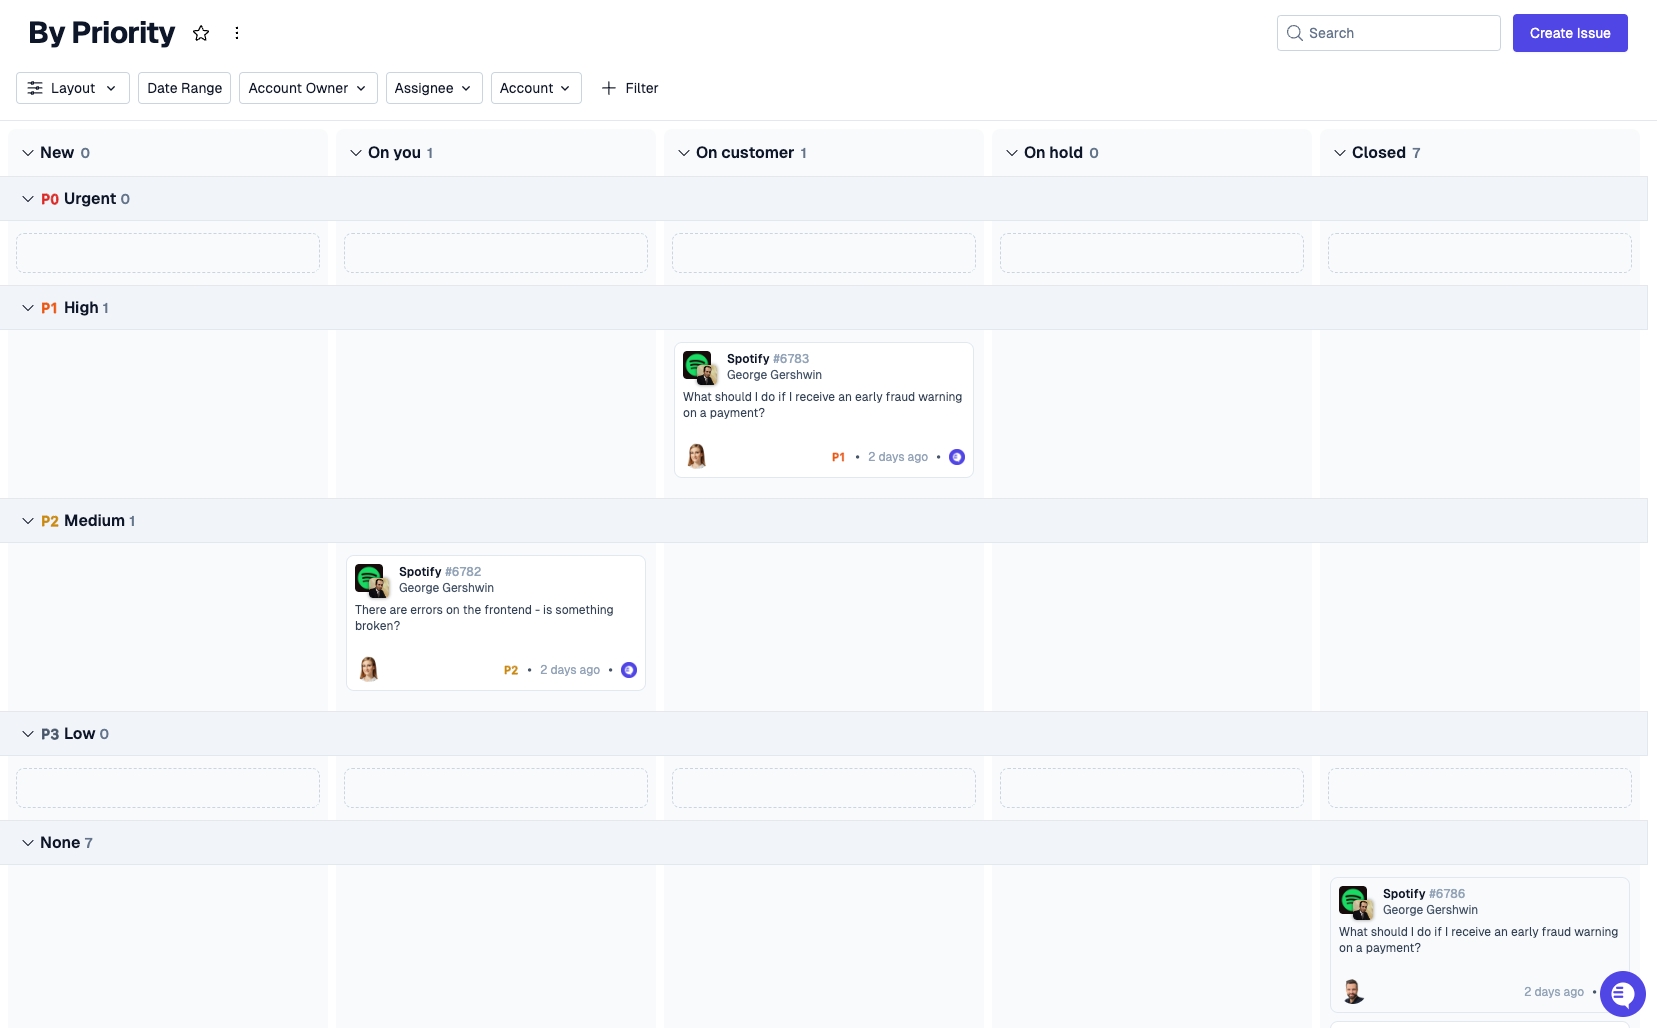 By Priority
Search
Create Issue
Layout
Date Range
Account Owner
Assignee
Account
Filter
New 0
On you 1
On customer 1
On hold 0
Closed 7
P0 Urgent 0
P1 High 1
Spotify #6783
George Gershwin
What should I do if I receive an early fraud warning
on a payment?
P1 • 2 days ago •
P2 Medium 1
Spotify #6782
George Gershwin
There are errors on the frontend - is something
broken?
P2 • 2 days ago •
P3 Low 0
None 7
Spotify #6786
George Gershwin
What should I do if I receive an early fraud warning
on a payment?
2 days ago •